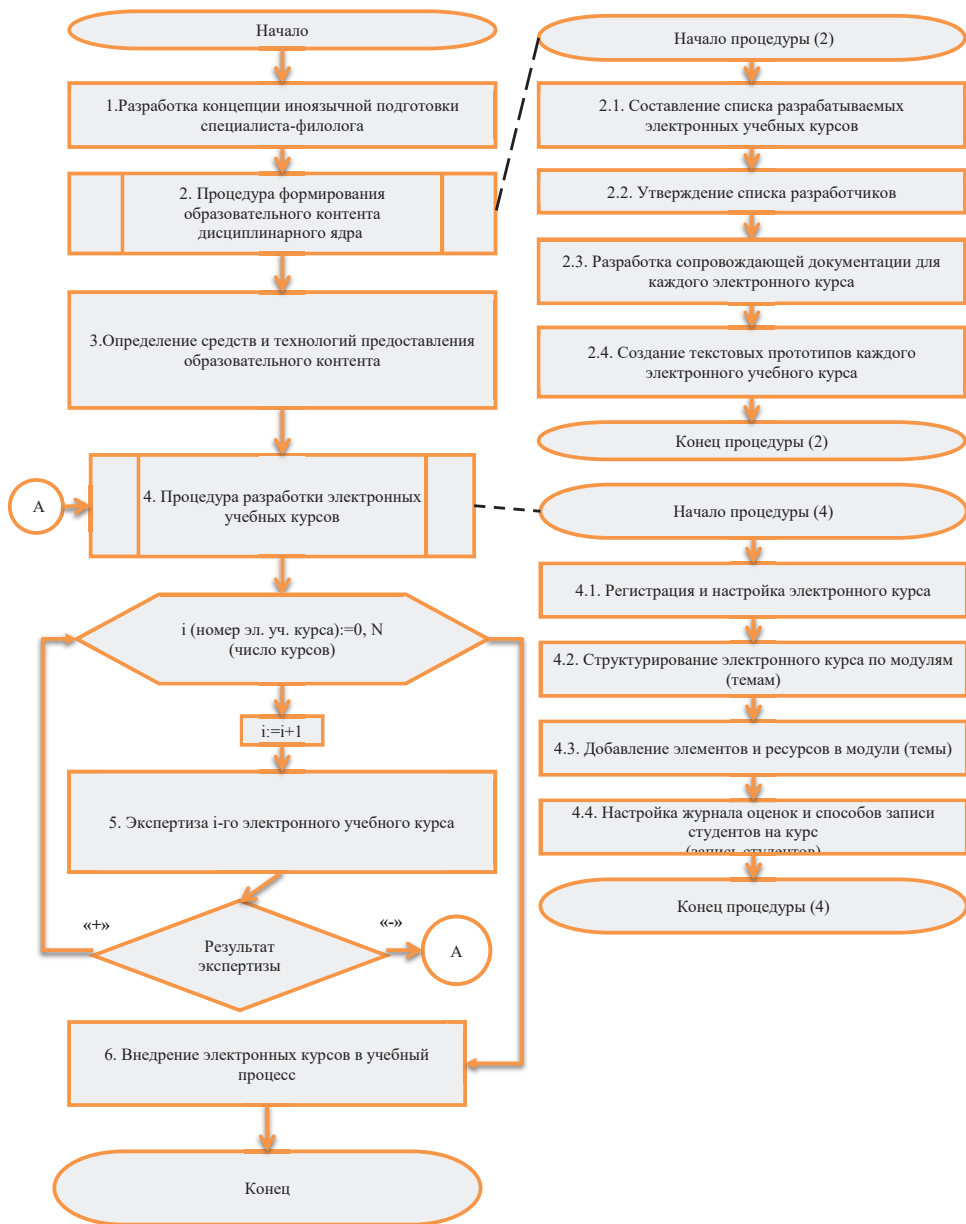 Начало
1.Разработка концепции иноязычной подготовки
специалиста-филолога
2. Процедура формирования
образовательного контента
дисциплинарного ядра
3.Определение средств и технологий предоставления
образовательного контента
А
4. Процедура разработки электронных
учебных курсов
i (номер эл. уч. курса):=0, N
(число курсов)
i:=i+1
5. Экспертиза i-го электронного учебного курса
«+»
«-»
Результат
экспертизы
А
6. Внедрение электронных курсов в учебный
процесс
Конец
Начало процедуры (2)
2.1. Составление списка разрабатываемых
электронных учебных курсов
2.2. Утверждение списка разработчиков
2.3. Разработка сопровождающей документации для
каждого электронного курса
2.4. Создание текстовых прототипов каждого
электронного учебного курса
Конец процедуры (2)
Начало процедуры (4)
4.1. Регистрация и настройка электронного курса
4.2. Структурирование электронного курса по модулям
(темам)
4.3. Добавление элементов и ресурсов в модули (темы)
4.4. Настройка журнала оценок и способов записи
студентов на курс
(запись студентов)
Конец процедуры (4)